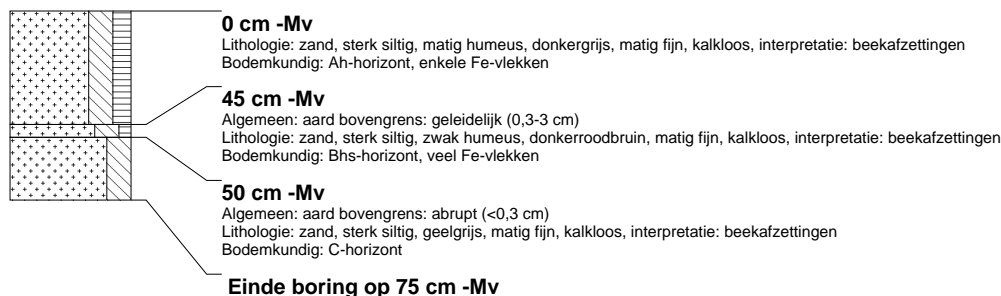 0 cm -Mv
Lithologie: zand, sterk siltig, matig humeus, donkergrijs, matig fijn, kalkloos, interpretatie: beekafzettingen
Bodemkundig: Ah-horizont, enkele Fe-vlekken
45 cm -Mv
Algemeen: aard bovengrens: geleidelijk (0,3-3 cm)
Lithologie: zand, sterk siltig, zwak humeus, donkerroodbruin, matig fijn, kalkloos, interpretatie: beekafzettingen
Bodemkundig: Bhs-horizont, veel Fe-vlekken
50 cm -Mv
Algemeen: aard bovengrens: abrupt (<0,3 cm)
Lithologie: zand, sterk siltig, geelgrijs, matig fijn, kalkloos, interpretatie: beekafzettingen
Bodemkundig: C-horizont
Einde boring op 75 cm -Mv